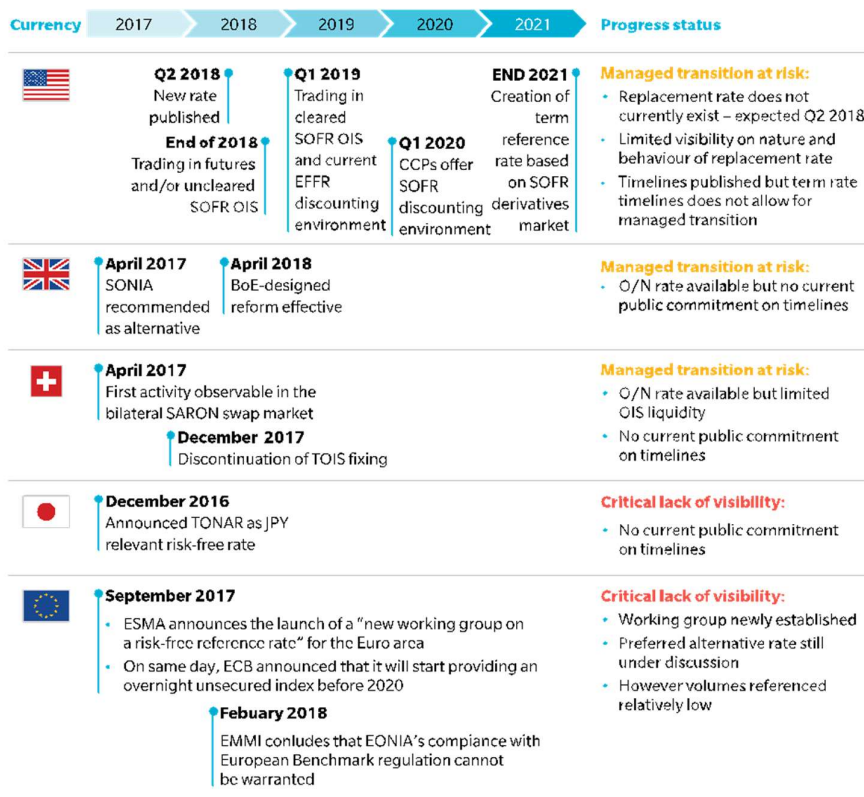 Currency 2017 2018 2019 2020 2021 Progress status
Q2 2018
New rate
published
End of 2018
Trading in futures
and/or uncleared
SOFR OIS
Q1 2019
Trading in
cleared
SOFR OIS
and current
EFFR
discounting
environment
Q1 2020
CCPs offer
SOFR
discounting
environment
END 2021
Creation of
term
reference
rate based
on SOFR
derivatives
market
Managed transition at risk:
• Replacement rate does not
currently exist – expected Q2 2018
• Limited visibility on nature and
behaviour of replacement rate
• Timelines published but term rate
timelines does not allow for
managed transition
April 2017
SONIA
recommended
as alternative
April 2018
BoE-designed
reform effective
Managed transition at risk:
• O/N rate available but no current
public commitment on timelines
April 2017
First activity observable in the
bilateral SARON swap market
December 2017
Discontinuation of TOIS fixing
Managed transition at risk:
• O/N rate available but limited
OIS liquidity
• No current public commitment
on timelines
December 2016
Announced TONAR as JPY
relevant risk-free rate
Critical lack of visibility:
• No current public commitment
on timelines
September 2017
• ESMA announces the launch of a “new working group on
a risk-free reference rate” for the Euro area
• On same day, ECB announced that it will start providing an
overnight unsecured index before 2020
Febuary 2018
EMMI conludes that EONIA’s compiance with
European Benchmark regulation cannot
be warranted
Critical lack of visibility:
• Working group newly established
• Preferred alternative rate still
under discussion
• However volumes referenced
relatively low